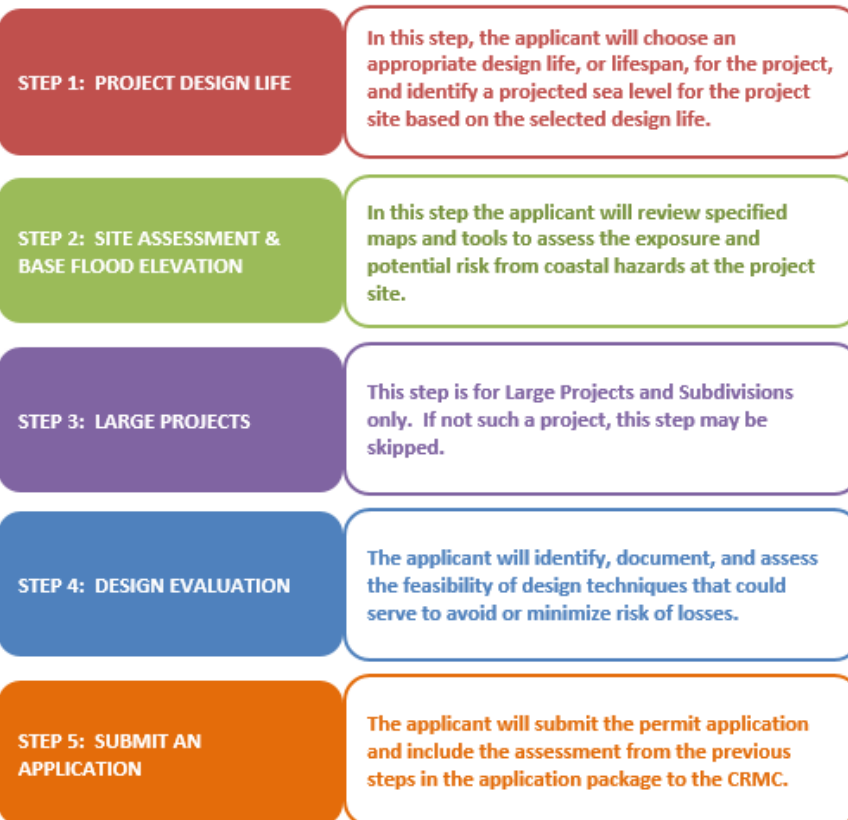 STEP 1:  PROJECT DESIGN LIFE
In this step, the applicant will choose an
appropriate design life, or lifespan, for the project,
and identify a projected sea level for the project
site based on the selected design life.
STEP 2:  SITE ASSESSMENT &
BASE FLOOD ELEVATION
In this step the applicant will review specified
maps and tools to assess the exposure and
potential risk from coastal hazards at the project
site.
STEP 3:  LARGE PROJECTS
This step is for Large Projects and Subdivisions
only.  If not such a project, this step may be
skipped.
STEP 4:  DESIGN EVALUATION
The applicant will identify, document, and assess
the feasibility of design techniques that could
serve to avoid or minimize risk of losses.
STEP 5:  SUBMIT AN
APPLICATION
The applicant will submit the permit application
and include the assessment from the previous
steps in the application package to the CRMC.